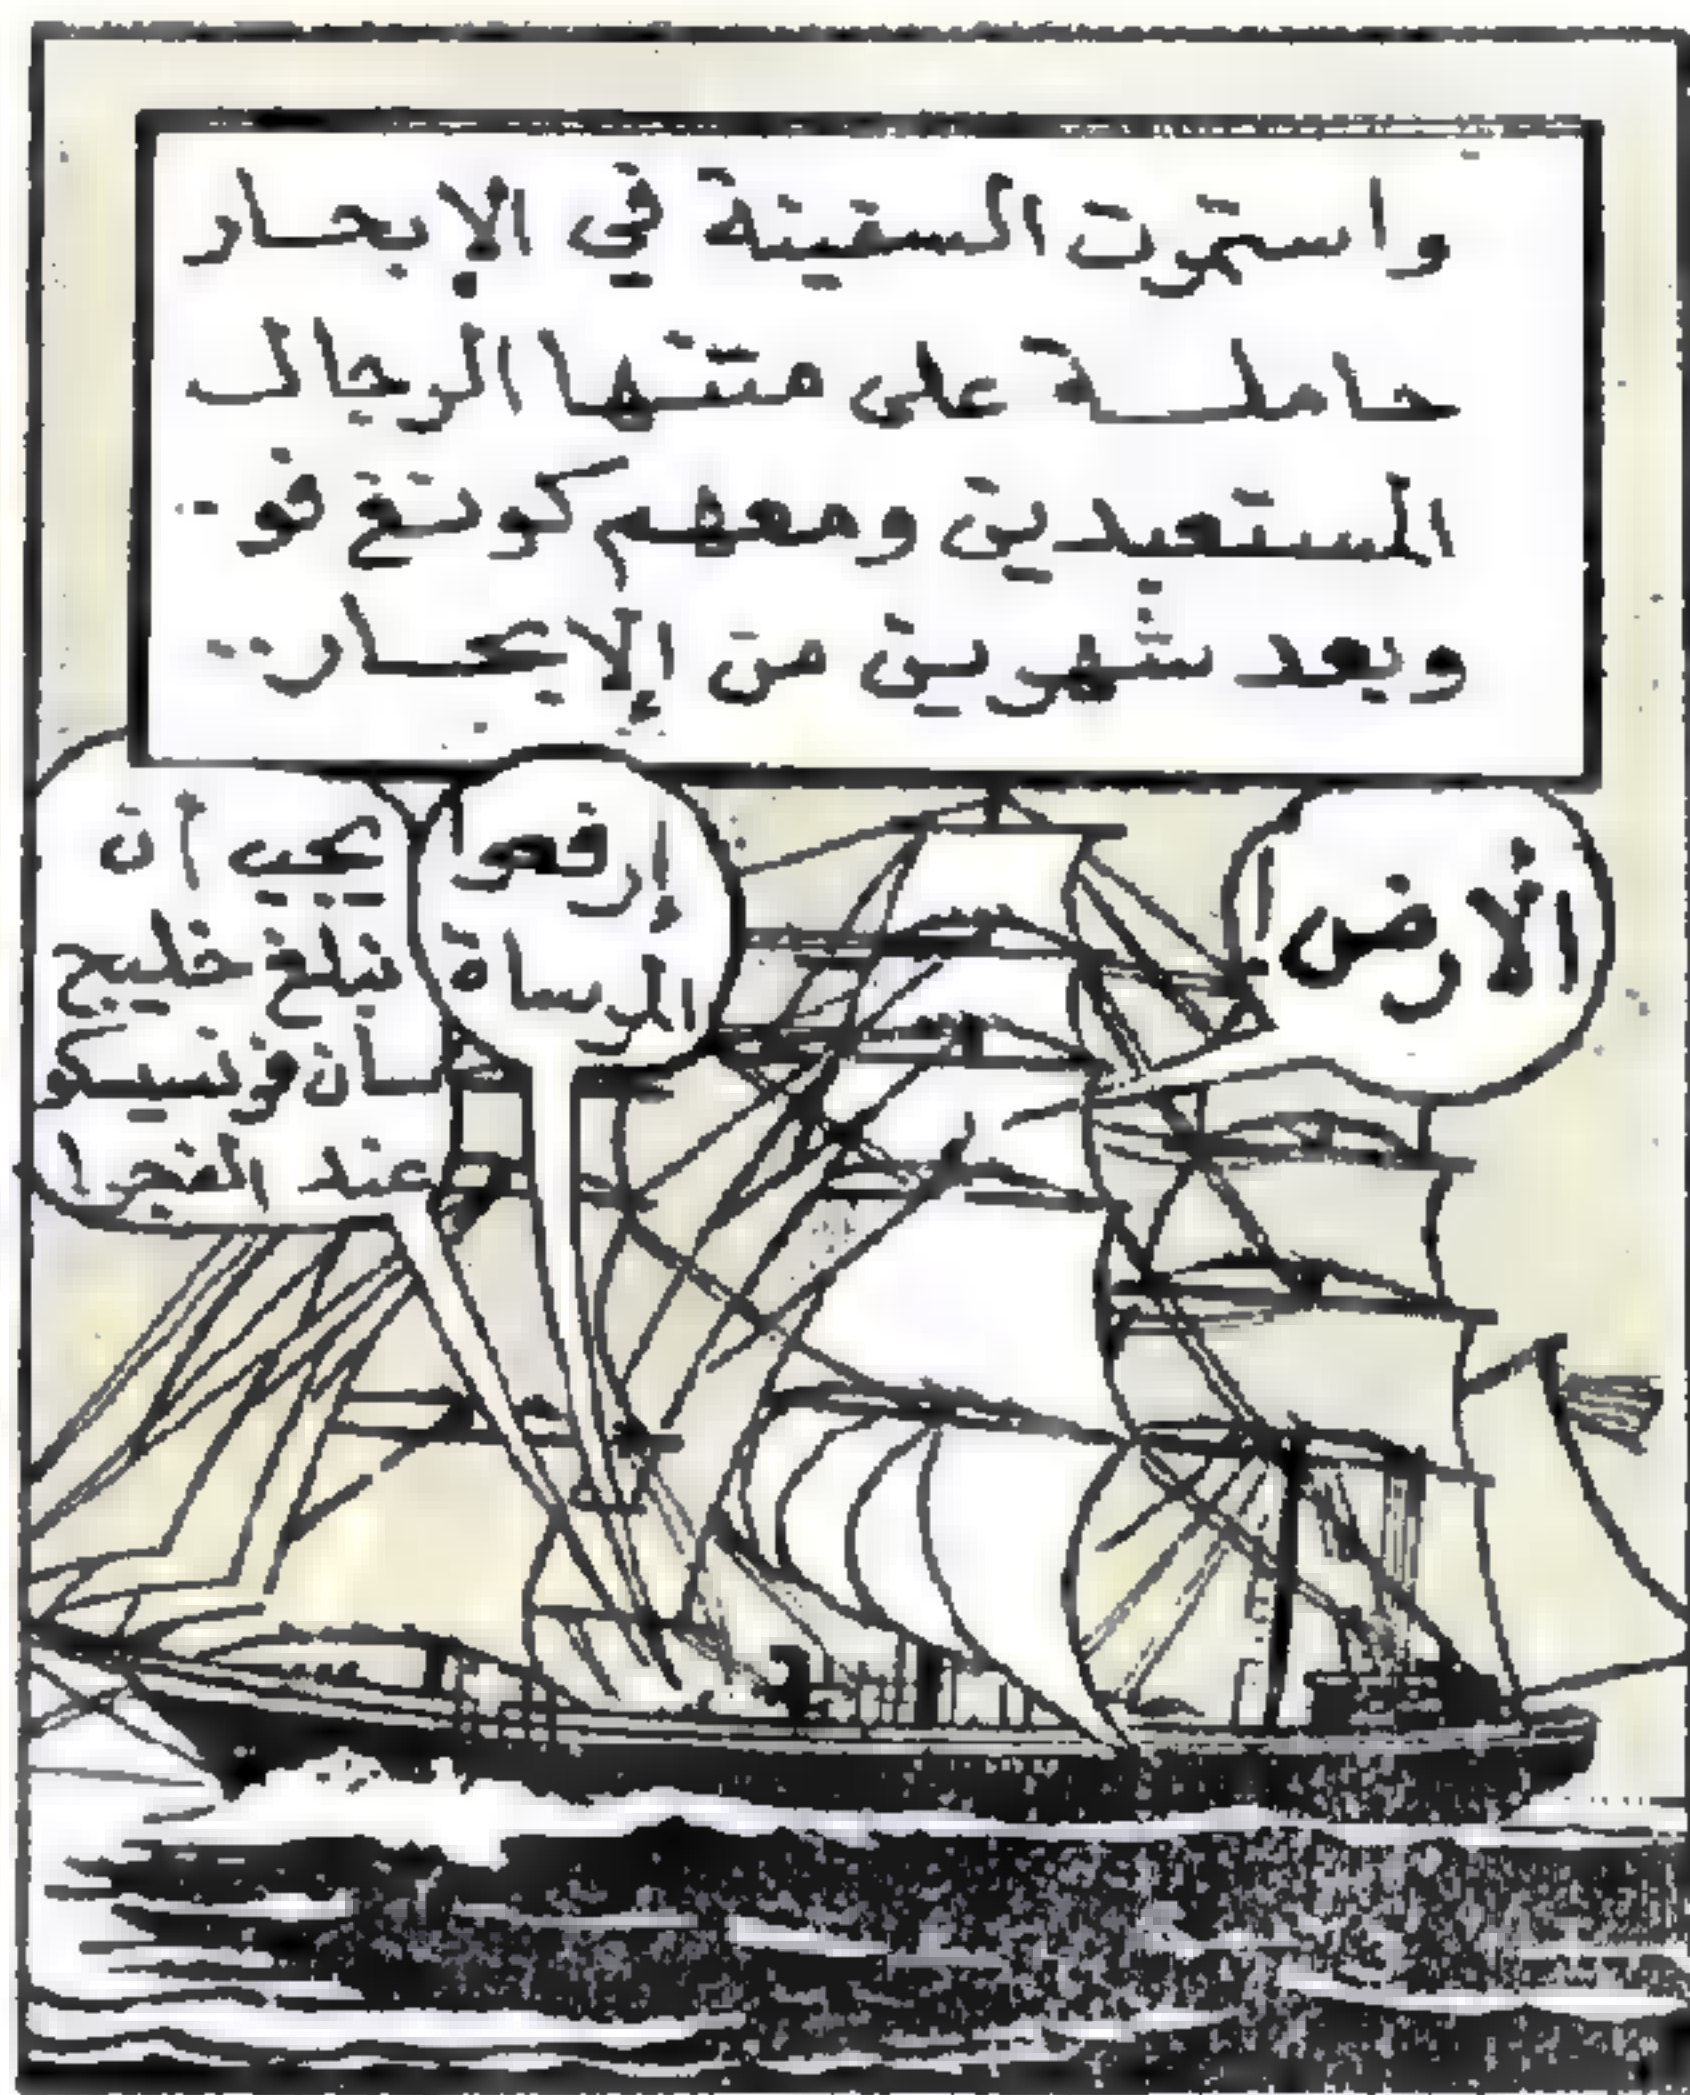 واستمرت السفينة في الإبحار
حاملة على متنها الرجال
المستعبدين ومعهم كونغ فو..
وبعد شهرين من الإبحار..
الأرض!
إرفعوا
المرساة!
يجب أن
نبلغ خليج
سان فرنسيسكو
عند الفجر!